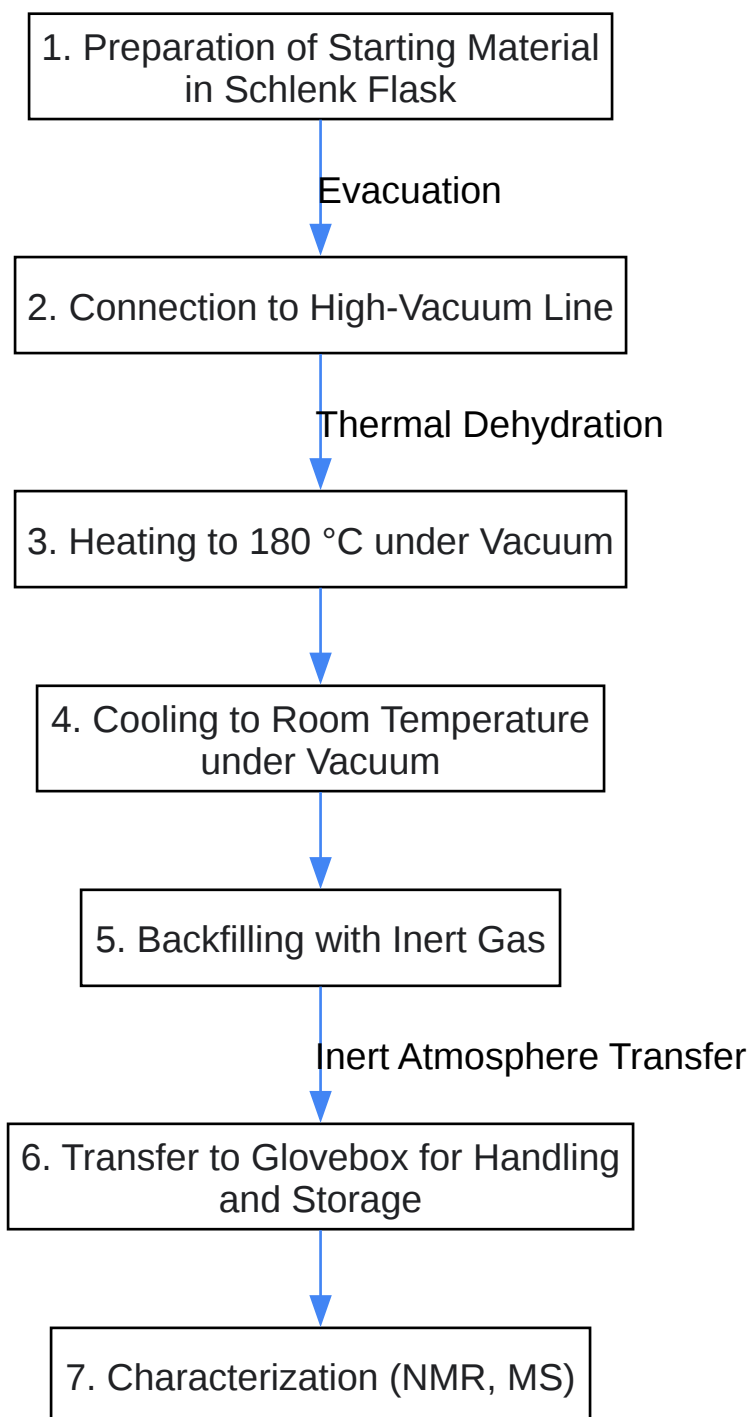 1. Preparation of Starting Material
in Schlenk Flask
Evacuation
2. Connection to High-Vacuum Line
Thermal Dehydration
3. Heating to 180 °C under Vacuum
4. Cooling to Room Temperature
under Vacuum
5. Backfilling with Inert Gas
Inert Atmosphere Transfer
6. Transfer to Glovebox for Handling
and Storage
7. Characterization (NMR, MS)